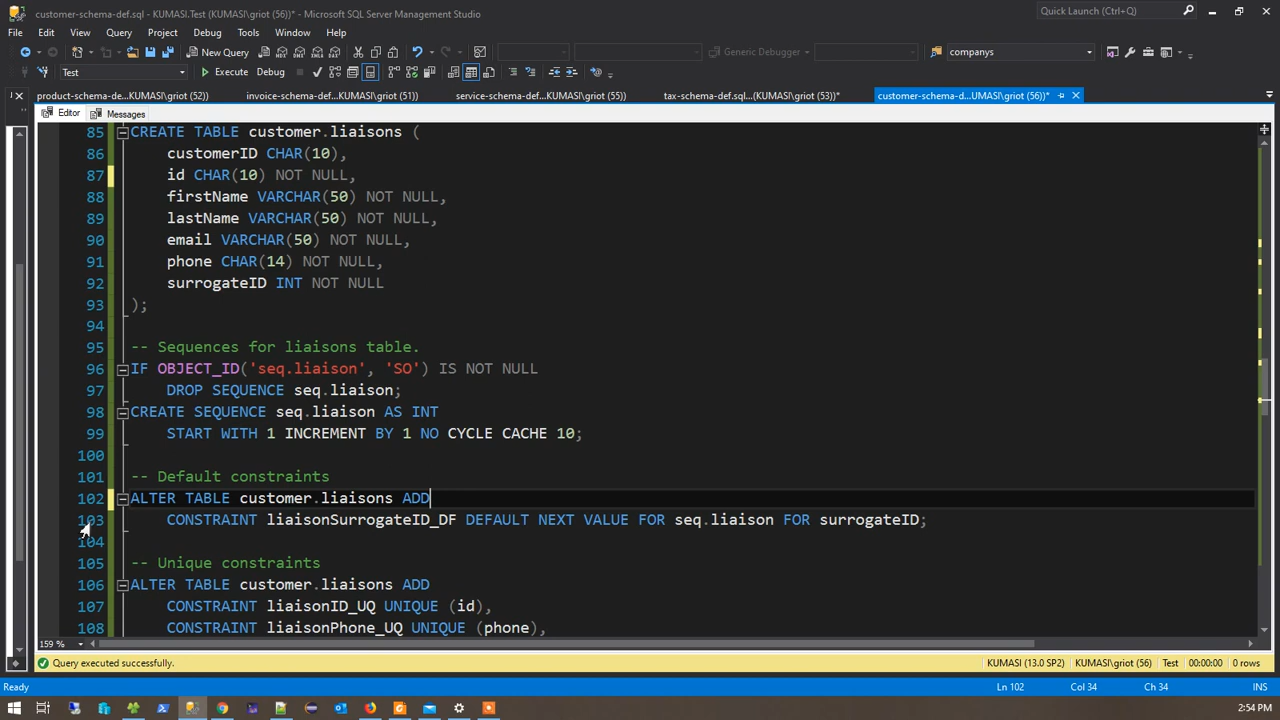 customer-schema-def.sql - KUMASI.Test (KUMASI\griot (56))* - Microsoft SQL Server Management Studio
Quick Launch (Ctrl+Q)
File Edit View Query Project Debug Tools Window Help
New Query
Generic Debugger
companys
Test
Execute Debug
product-schema-de...KUMASI\griot (52))
invoice-schema-def...KUMASI\griot (51))
service-schema-def...KUMASI\griot (55))
tax-schema-def.sql...(KUMASI\griot (53))*
customer-schema-d...UMASI\griot (56))*
Editor Messages
85 CREATE TABLE customer.liaisons (
86 customerID CHAR(10),
87 id CHAR(10) NOT NULL,
88 firstName VARCHAR(50) NOT NULL,
89 lastName VARCHAR(50) NOT NULL,
90 email VARCHAR(50) NOT NULL,
91 phone CHAR(14) NOT NULL,
92 surrogateID INT NOT NULL
93 );
94
95 -- Sequences for liaisons table.
96 IF OBJECT_ID('seq.liaison', 'SO') IS NOT NULL
97 DROP SEQUENCE seq.liaison;
98 CREATE SEQUENCE seq.liaison AS INT
99 START WITH 1 INCREMENT BY 1 NO CYCLE CACHE 10;
100
101 -- Default constraints
102 ALTER TABLE customer.liaisons ADD
103 CONSTRAINT liaisonSurrogateID_DF DEFAULT NEXT VALUE FOR seq.liaison FOR surrogateID;
104
105 -- Unique constraints
106 ALTER TABLE customer.liaisons ADD
107 CONSTRAINT liaisonID_UQ UNIQUE (id),
108 CONSTRAINT liaisonPhone_UQ UNIQUE (phone),
159 %
Query executed successfully.
KUMASI (13.0 SP2) KUMASI\griot (56) Test 00:00:00 0 rows
Ready
Ln 102 Col 34 Ch 34 INS
2:54 PM